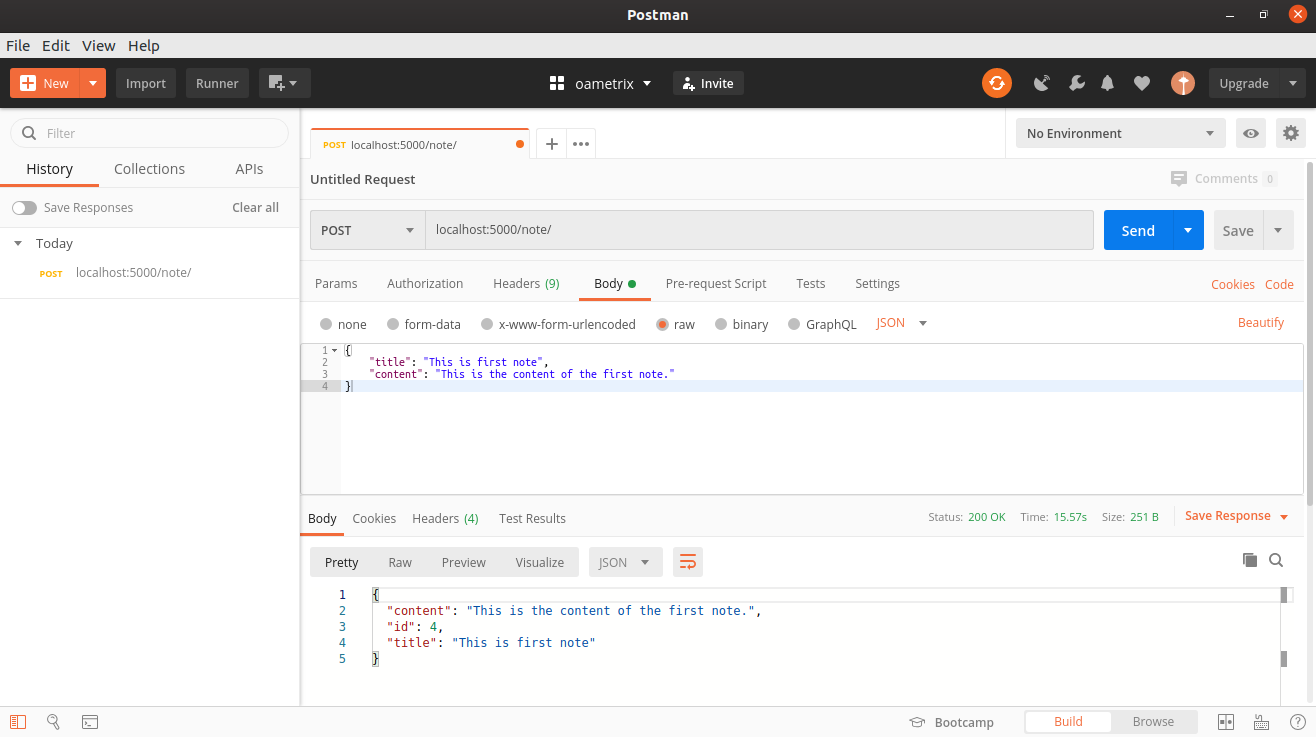 Postman
File Edit View Help
New Import Runner oametrix Invite Upgrade
Filter
History Collections APIs
Save Responses Clear all
Today
POST localhost:5000/note/
POST localhost:5000/note/ No Environment
Untitled Request Comments 0
POST localhost:5000/note/ Send Save
Params Authorization Headers (9) Body Pre-request Script Tests Settings Cookies Code
none form-data x-www-form-urlencoded raw binary GraphQL JSON Beautify
1 {
2 "title": "This is first note",
3 "content": "This is the content of the first note."
4 }
Body Cookies Headers (4) Test Results Status: 200 OK Time: 15.57s Size: 251 B Save Response
Pretty Raw Preview Visualize JSON
1 {
2 "content": "This is the content of the first note.",
3 "id": 4,
4 "title": "This is first note"
5 }
Bootcamp Build Browse